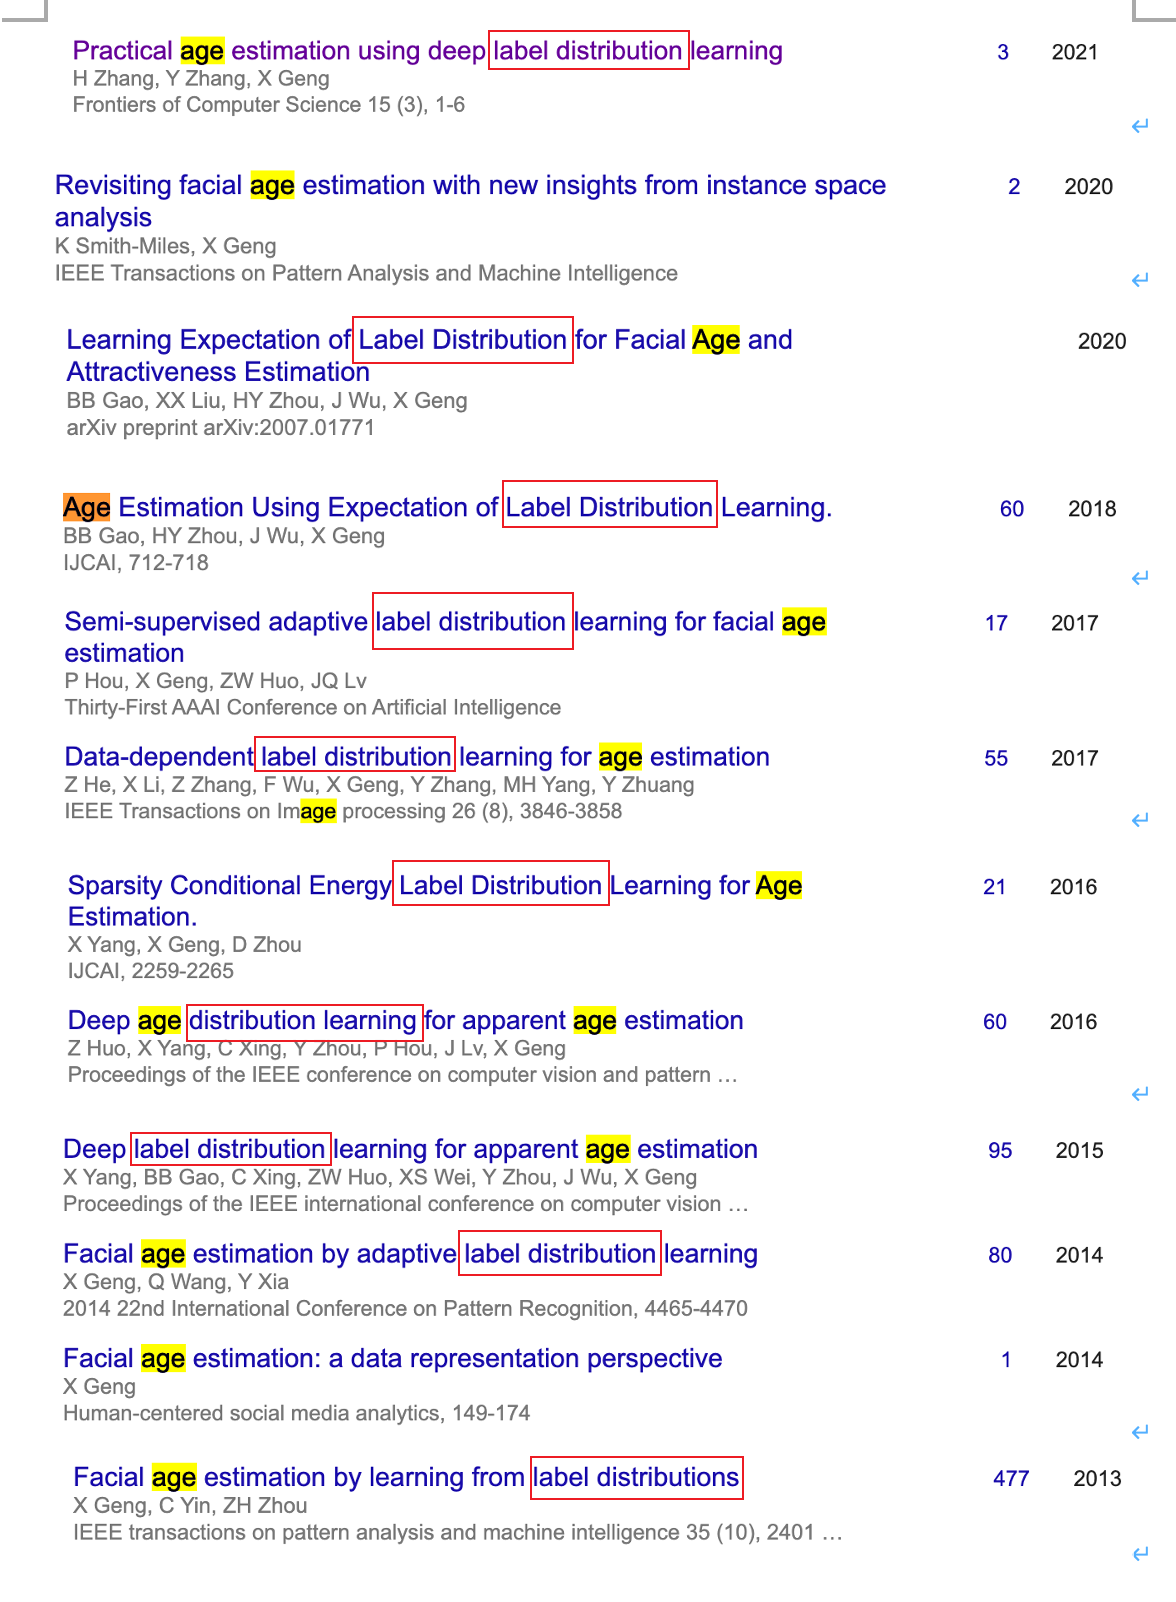 Practical age estimation using deep label distribution learning 3 2021
H Zhang, Y Zhang, X Geng
Frontiers of Computer Science 15 (3), 1-6
Revisiting facial age estimation with new insights from instance space 2 2020
analysis
K Smith-Miles, X Geng
IEEE Transactions on Pattern Analysis and Machine Intelligence
Learning Expectation of Label Distribution for Facial Age and 2020
Attractiveness Estimation
BB Gao, XX Liu, HY Zhou, J Wu, X Geng
arXiv preprint arXiv:2007.01771
Age Estimation Using Expectation of Label Distribution Learning. 60 2018
BB Gao, HY Zhou, J Wu, X Geng
IJCAI, 712-718
Semi-supervised adaptive label distribution learning for facial age 17 2017
estimation
P Hou, X Geng, ZW Huo, JQ Lv
Thirty-First AAAI Conference on Artificial Intelligence
Data-dependent label distribution learning for age estimation 55 2017
Z He, X Li, Z Zhang, F Wu, X Geng, Y Zhang, MH Yang, Y Zhuang
IEEE Transactions on Image processing 26 (8), 3846-3858
Sparsity Conditional Energy Label Distribution Learning for Age 21 2016
Estimation.
X Yang, X Geng, D Zhou
IJCAI, 2259-2265
Deep age distribution learning for apparent age estimation 60 2016
Z Huo, X Yang, C Xing, Y Zhou, P Hou, J Lv, X Geng
Proceedings of the IEEE conference on computer vision and pattern …
Deep label distribution learning for apparent age estimation 95 2015
X Yang, BB Gao, C Xing, ZW Huo, XS Wei, Y Zhou, J Wu, X Geng
Proceedings of the IEEE international conference on computer vision …
Facial age estimation by adaptive label distribution learning 80 2014
X Geng, Q Wang, Y Xia
2014 22nd International Conference on Pattern Recognition, 4465-4470
Facial age estimation: a data representation perspective 1 2014
X Geng
Human-centered social media analytics, 149-174
Facial age estimation by learning from label distributions 477 2013
X Geng, C Yin, ZH Zhou
IEEE transactions on pattern analysis and machine intelligence 35 (10), 2401 …